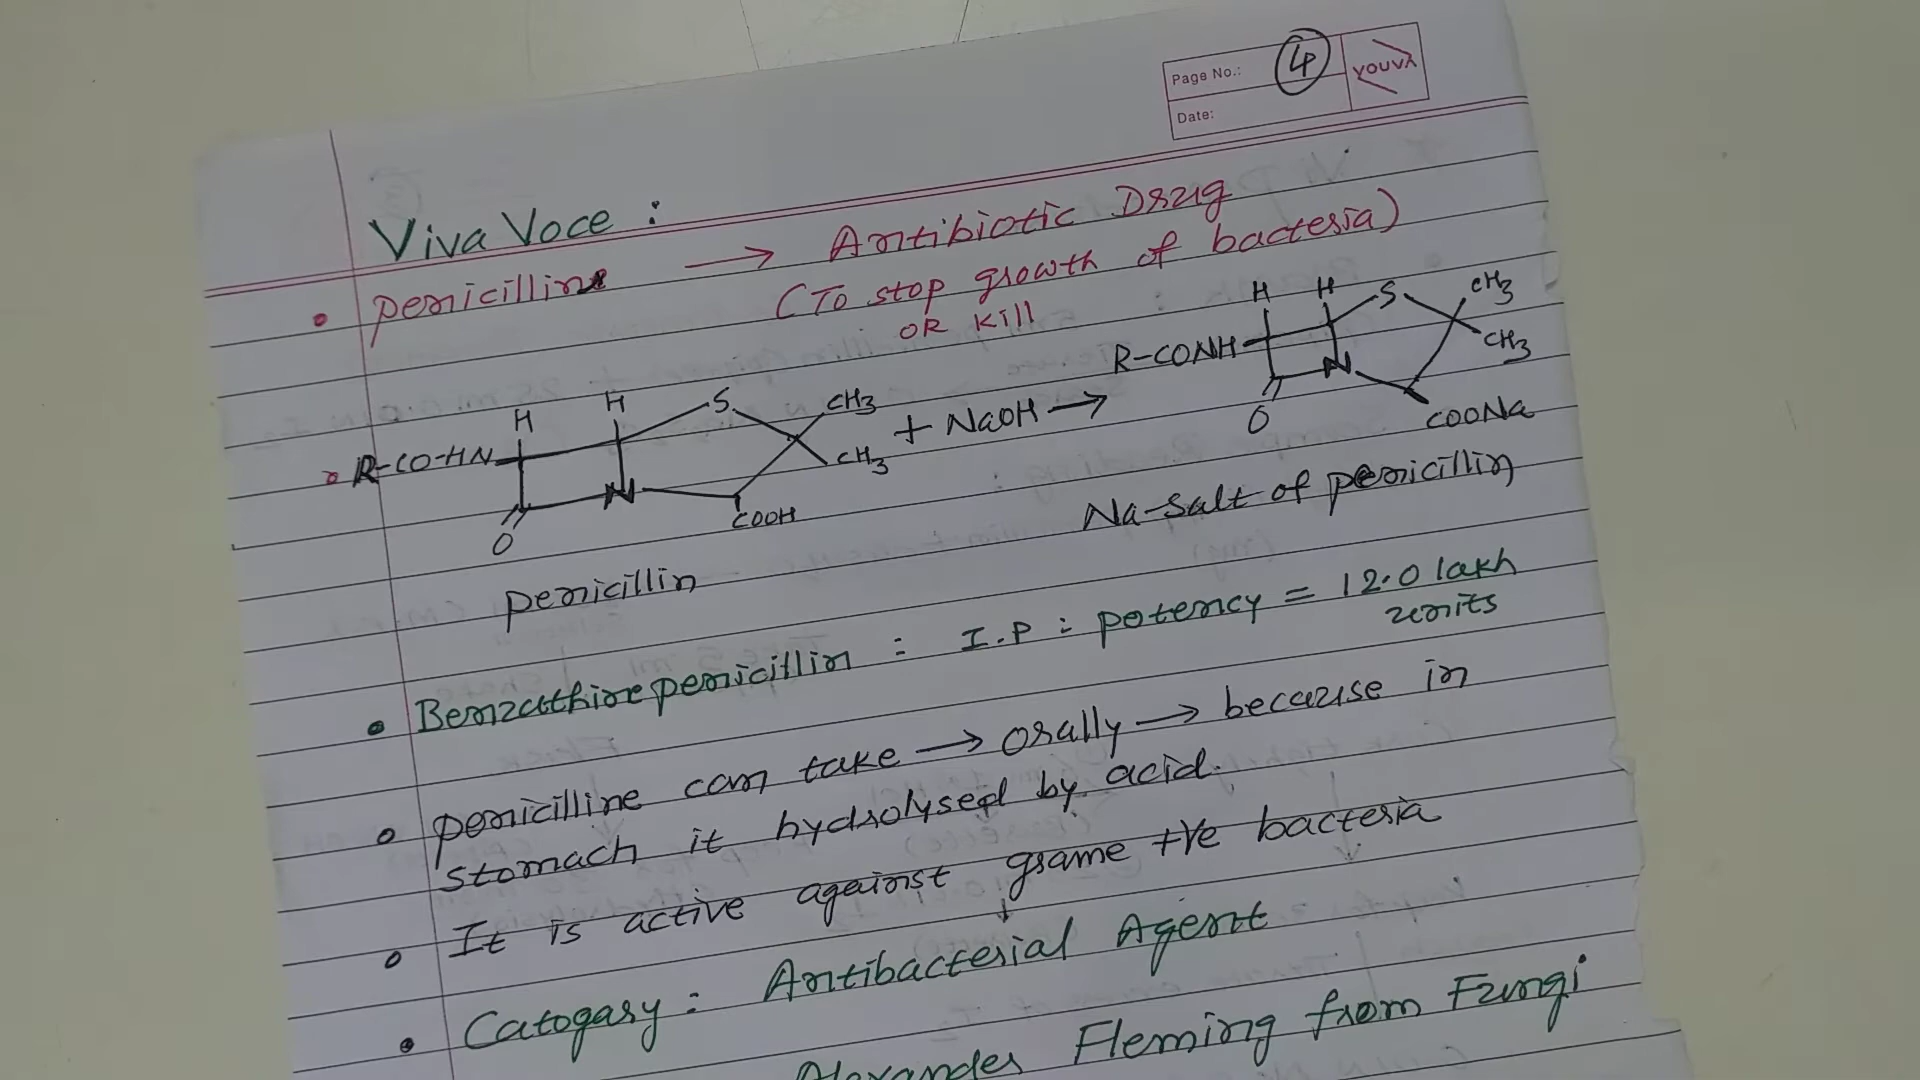 Page No.: 4
YOUVA
Date:
Viva Voce :
• penicilline → Antibiotic Drug
(To stop growth of bacteria)
OR Kill
H H S CH3
R-CO-HN CH3
N
O COOH
+ NaOH →
H H S CH3
R-CONH CH3
N
O COONa
penicillin
Na-salt of penicillin
• Benzathine penicillin : I.P : potency = 12.0 lakh
units
• penicilline can take → orally → because in
stomach it hydrolysed by acid.
• It is active against grame +ve bacteria
• Catogary : Antibacterial Agent
Alexander Fleming from Fungi